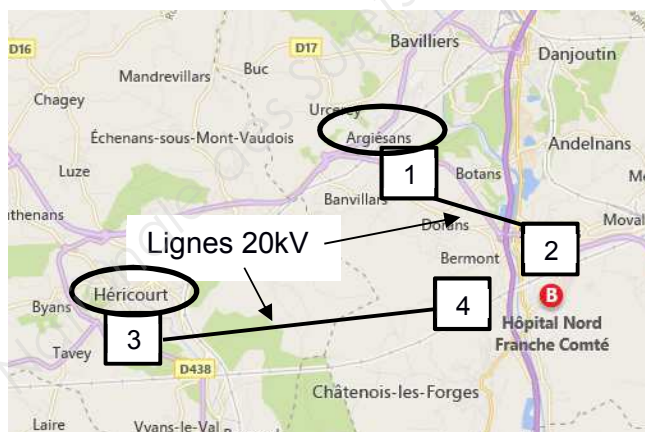 D16
D17
Bavilliers
Danjoutin
Buc
Mandrevillars
Chagey
Urcerey
Échenans-sous-Mont-Vaudois
Argiésans
Andelnans
Luze
1
Botans
Banvillars
Moval
Lignes 20kV
Dorans
2
Bermont
Héricourt
4
B
Byans
Hôpital Nord
Franche Comté
3
Tavey
D438
Châtenois-les-Forges
Laire
Vyans-le-Val